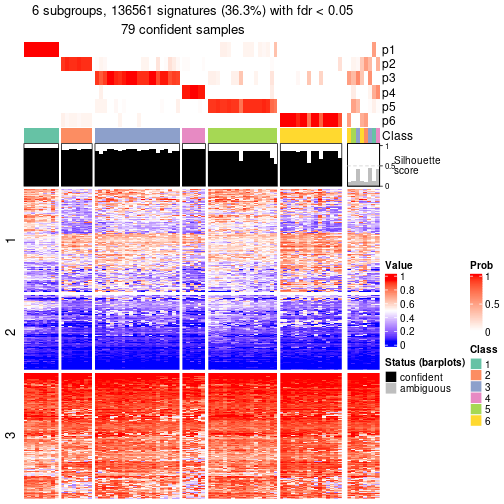 6 subgroups, 136561 signatures (36.3%) with fdr < 0.05
79 confident samples
p1
p2
p3
p4
p5
p6
Class
1
0.5
0
Silhouette
score
1
2
3
Value
1
0.8
0.6
0.4
0.2
0
Prob
1
0.5
0
Status (barplots)
confident
ambiguous
Class
1
2
3
4
5
6